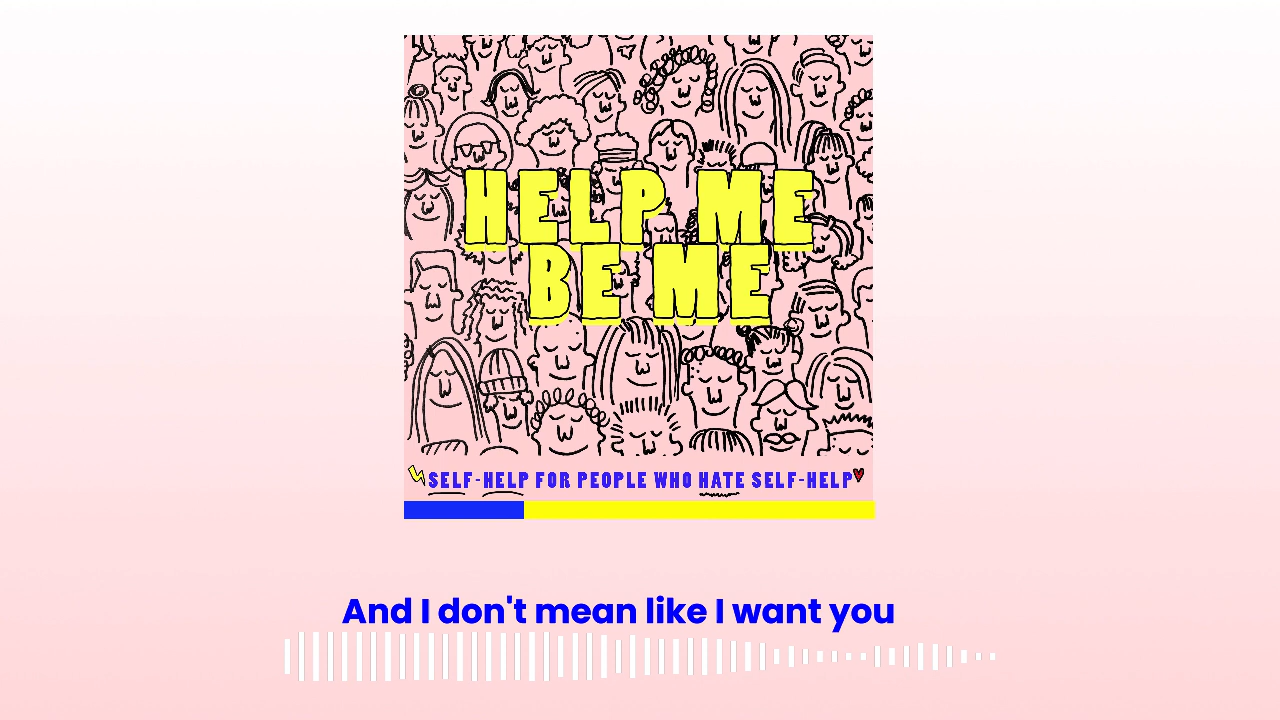 HELP ME
BE ME
SELF-HELP FOR PEOPLE WHO HATE SELF-HELP
And I don't mean like I want you